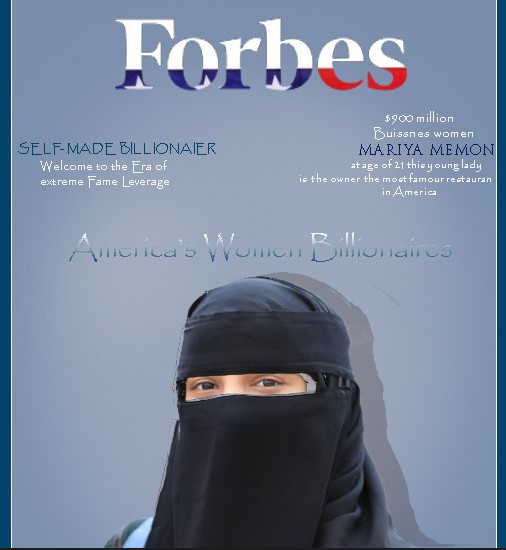 Forbes
$900 million
Buissnes women
SELF-MADE BILLIONAIER
MARIYA MEMON
Welcome to the Era of
extreme Fame Leverage
at age of 21 this young lady
is the owner the most famour restauran
in America
America's Women Billionaires